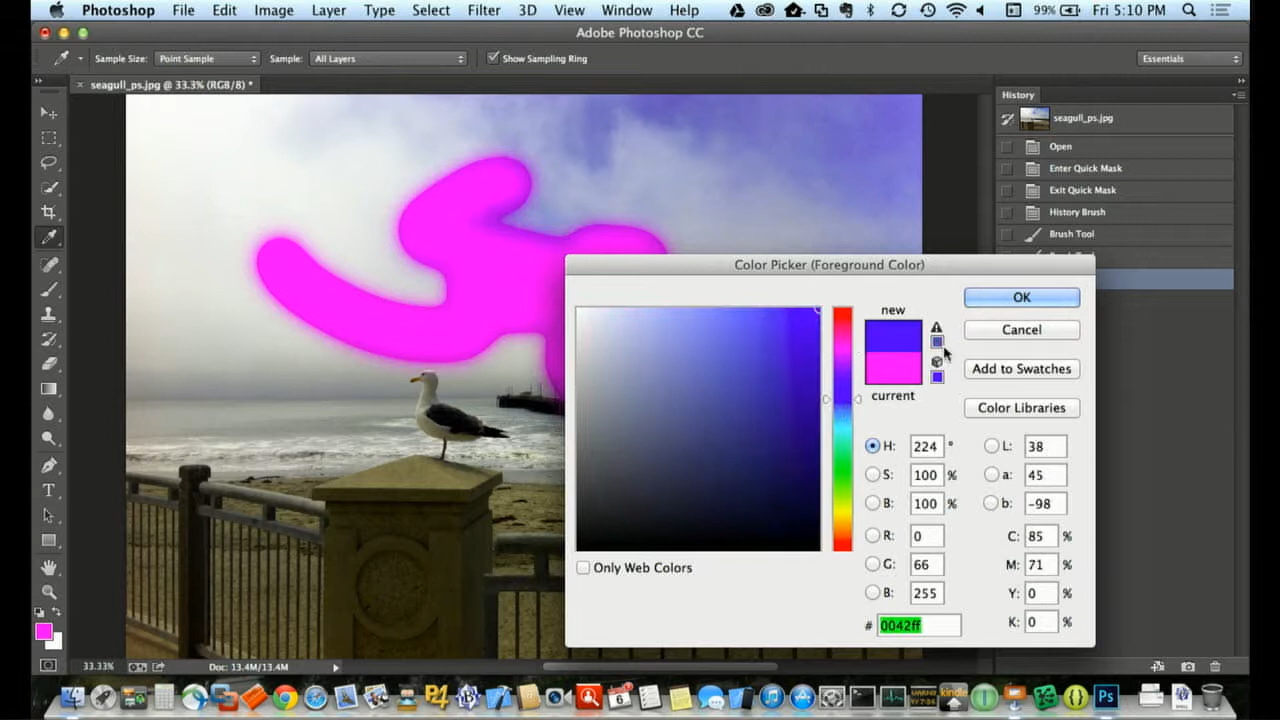 Photoshop File Edit Image Layer Type Select Filter 3D View Window Help 99% Fri 5:10 PM
Adobe Photoshop CC
Sample Size: Point Sample Sample: All Layers Show Sampling Ring Essentials
seagull_ps.jpg @ 33.3% (RGB/8) *
History
seagull_ps.jpg
Open
Enter Quick Mask
Exit Quick Mask
History Brush
Brush Tool
Color Picker (Foreground Color)
new
OK
Cancel
Add to Swatches
current
Color Libraries
H: 224 ° L: 38
S: 100 % a: 45
B: 100 % b: -98
R: 0 C: 85 %
G: 66 M: 71 %
B: 255 Y: 0 %
# 0042ff K: 0 %
Only Web Colors
33.33% Doc: 13.4M/13.4M
6
kindle
Ps